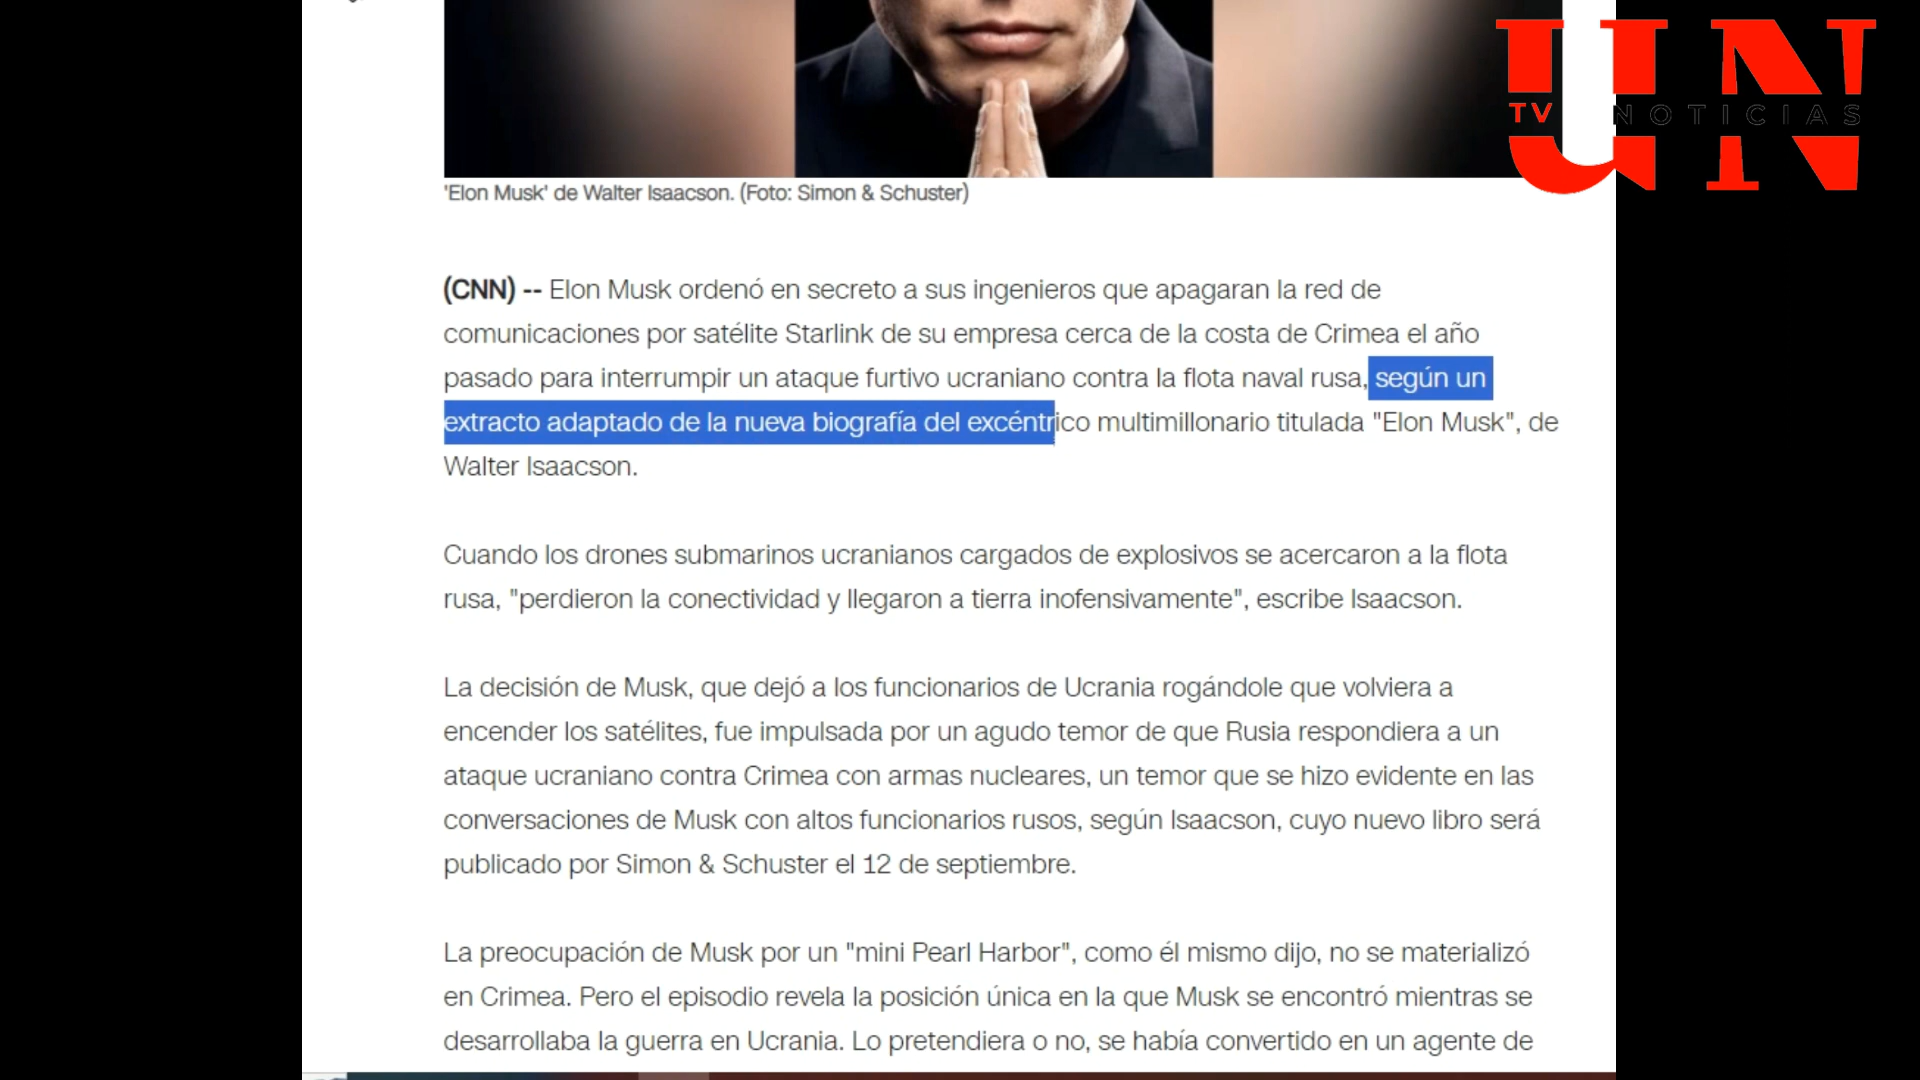 UN
TV NOTICIAS
'Elon Musk' de Walter Isaacson. (Foto: Simon & Schuster)
(CNN) -- Elon Musk ordenó en secreto a sus ingenieros que apagaran la red de
comunicaciones por satélite Starlink de su empresa cerca de la costa de Crimea el año
pasado para interrumpir un ataque furtivo ucraniano contra la flota naval rusa, según un
extracto adaptado de la nueva biografía del excéntrico multimillonario titulada "Elon Musk", de
Walter Isaacson.
Cuando los drones submarinos ucranianos cargados de explosivos se acercaron a la flota
rusa, "perdieron la conectividad y llegaron a tierra inofensivamente", escribe Isaacson.
La decisión de Musk, que dejó a los funcionarios de Ucrania rogándole que volviera a
encender los satélites, fue impulsada por un agudo temor de que Rusia respondiera a un
ataque ucraniano contra Crimea con armas nucleares, un temor que se hizo evidente en las
conversaciones de Musk con altos funcionarios rusos, según Isaacson, cuyo nuevo libro será
publicado por Simon & Schuster el 12 de septiembre.
La preocupación de Musk por un "mini Pearl Harbor", como él mismo dijo, no se materializó
en Crimea. Pero el episodio revela la posición única en la que Musk se encontró mientras se
desarrollaba la guerra en Ucrania. Lo pretendiera o no, se había convertido en un agente de